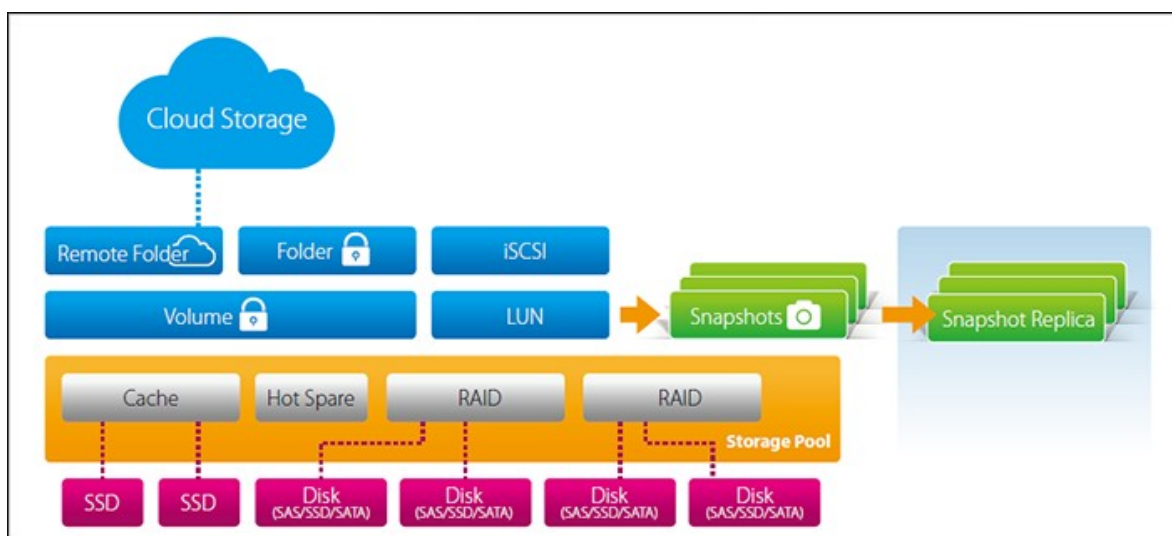 Cloud Storage
Remote Folder
Folder
iSCSI
Volume
LUN
Snapshots
Snapshot Replica
Cache
Hot Spare
RAID
RAID
Storage Pool
SSD
SSD
Disk
(SAS/SSD/SATA)
Disk
(SAS/SSD/SATA)
Disk
(SAS/SSD/SATA)
Disk
(SAS/SSD/SATA)